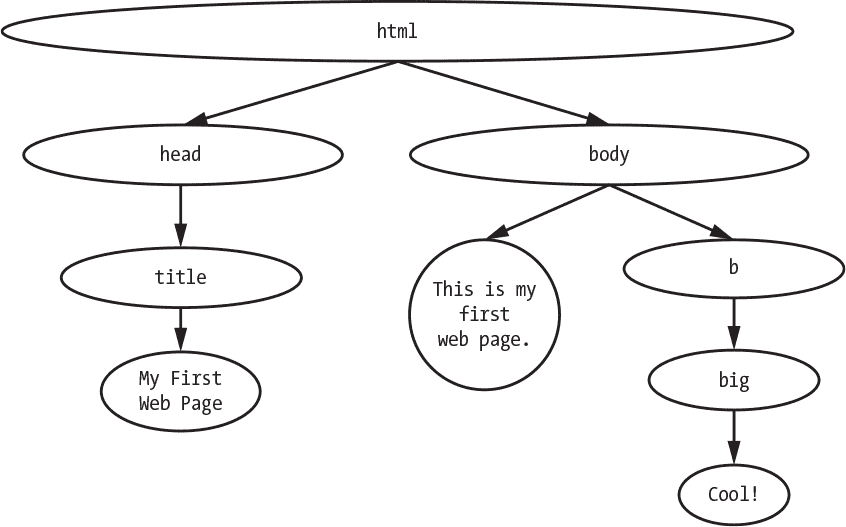 html
head
body
title
This is my
first
web page.
b
My First
Web Page
big
Cool!